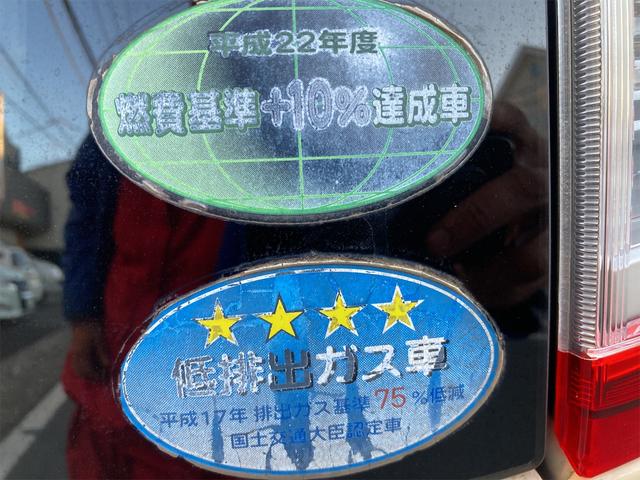 平成22年度
燃費基準+10%達成車
低排出ガス車
平成17年排出ガス基準75%低減
国土交通大臣認定車